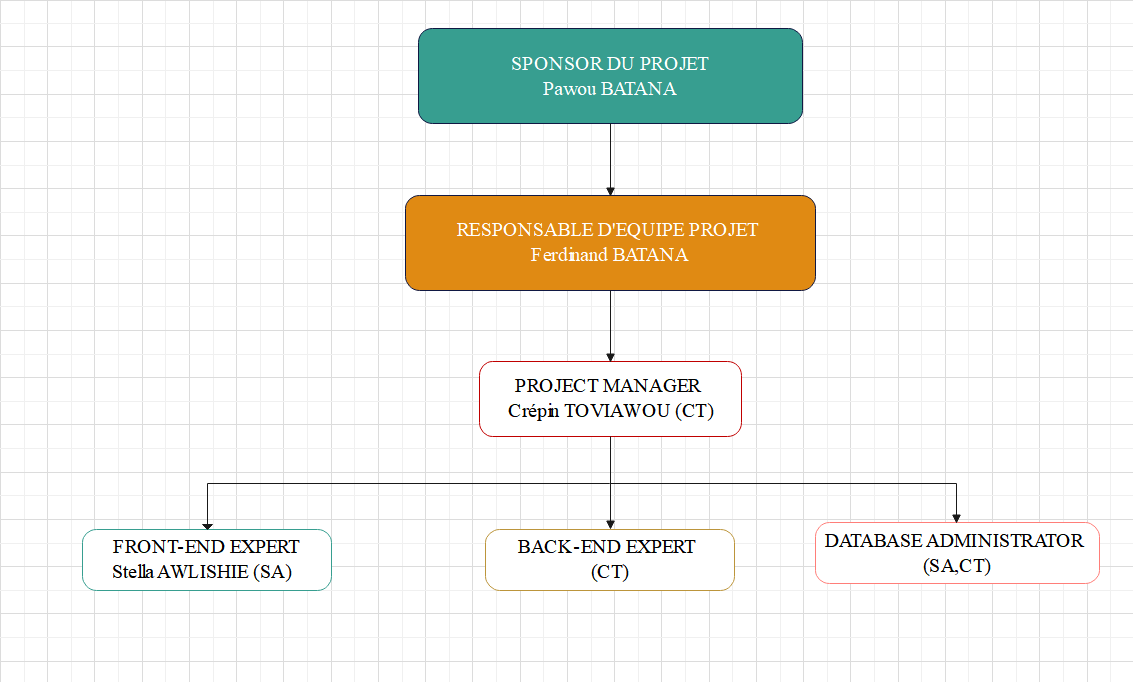 SPONSOR DU PROJET
Pawou BATANA
RESPONSABLE D'EQUIPE PROJET
Ferdinand BATANA
PROJECT MANAGER
Crépin TOVIAWOU (CT)
FRONT-END EXPERT
Stella AWLISHIE (SA)
BACK-END EXPERT
(CT)
DATABASE ADMINISTRATOR
(SA,CT)